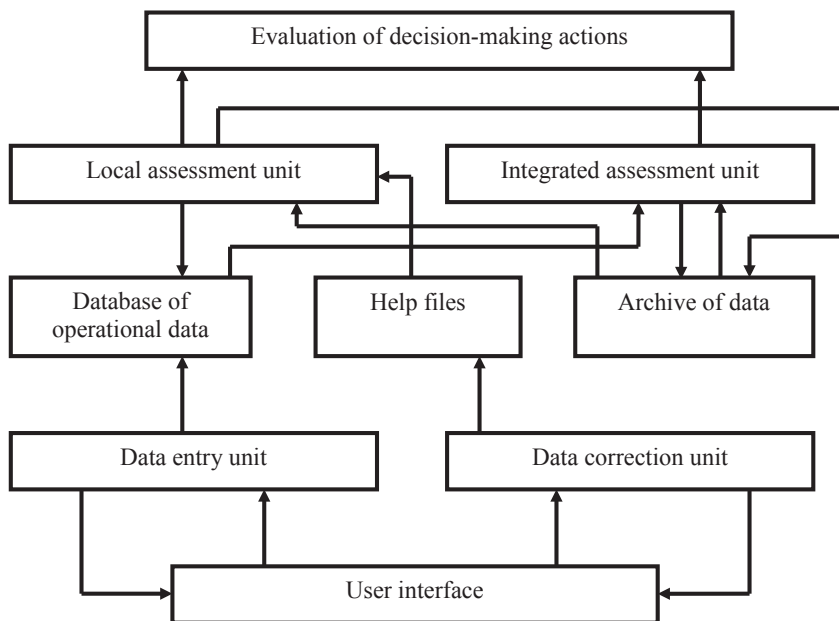 Evaluation of decision-making actions
Local assessment unit
Integrated assessment unit
Database of
operational data
Help files
Archive of data
Data entry unit
Data correction unit
User interface